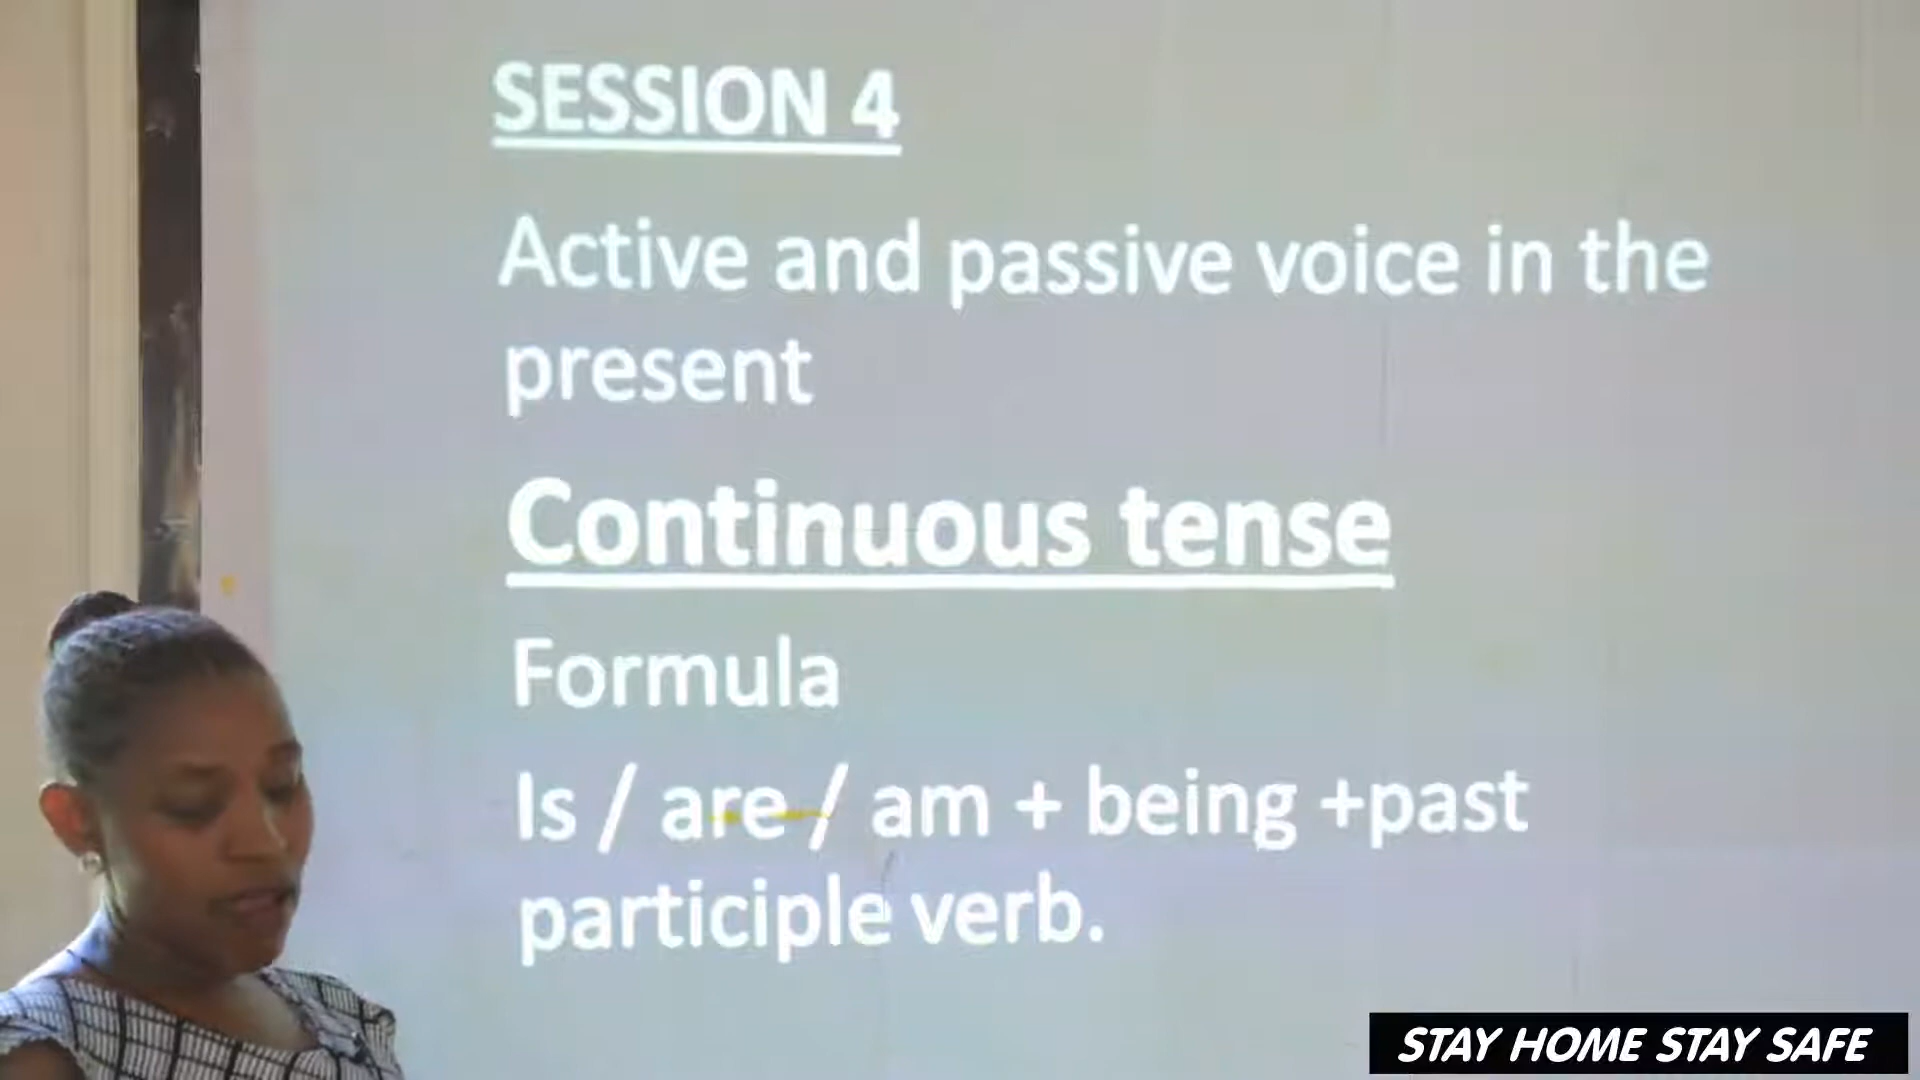 SESSION 4
Active and passive voice in the
present
Continuous tense
Formula
Is / are / am + being +past
participle verb.
STAY HOME STAY SAFE